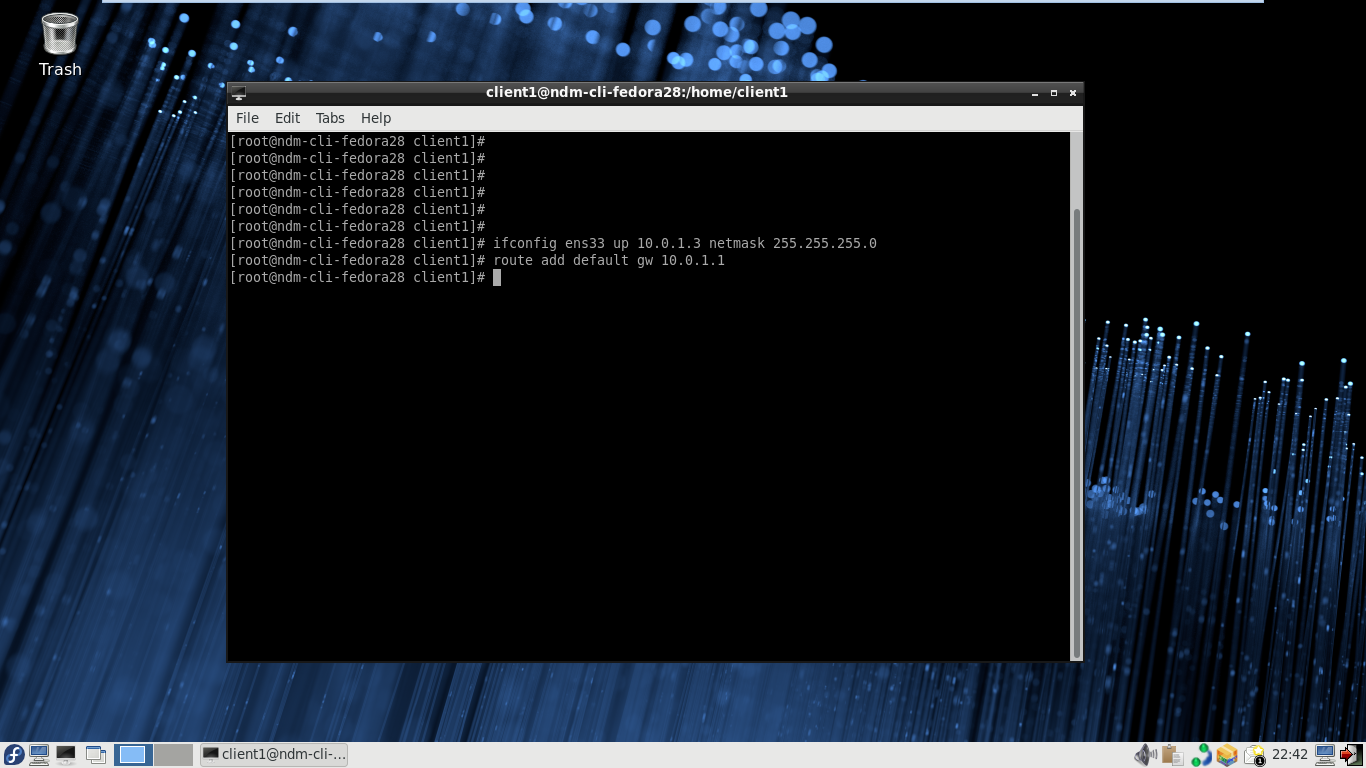 Trash
client1@ndm-cli-fedora28:/home/client1
File Edit Tabs Help
[root@ndm-cli-fedora28 client1]#
[root@ndm-cli-fedora28 client1]#
[root@ndm-cli-fedora28 client1]#
[root@ndm-cli-fedora28 client1]#
[root@ndm-cli-fedora28 client1]#
[root@ndm-cli-fedora28 client1]#
[root@ndm-cli-fedora28 client1]# ifconfig ens33 up 10.0.1.3 netmask 255.255.255.0
[root@ndm-cli-fedora28 client1]# route add default gw 10.0.1.1
[root@ndm-cli-fedora28 client1]#
client1@ndm-cli-... 1 22:42